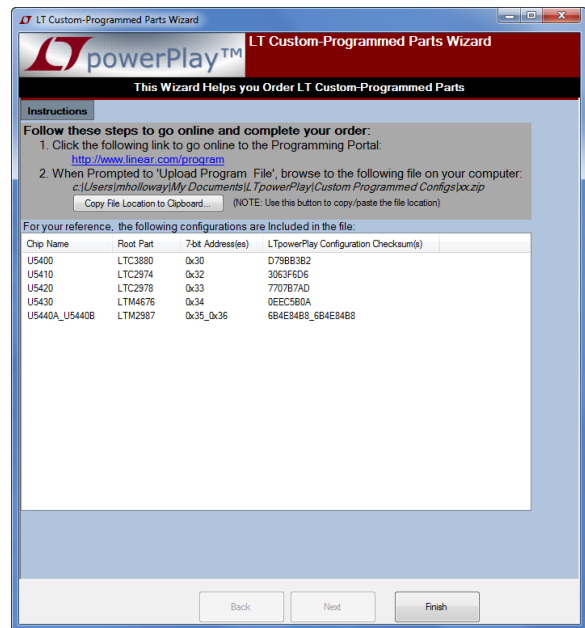 LT Custom-Programmed Parts Wizard
LT powerPlay™
LT Custom-Programmed Parts Wizard
This Wizard Helps you Order LT Custom-Programmed Parts
Instructions
Follow these steps to go online and complete your order:
1. Click the following link to go online to the Programming Portal:
http://www.linear.com/program
2. When Prompted to 'Upload Program File', browse to the following file on your computer:
c:\Users\mholloway\My Documents\LTpowerPlay\Custom Programmed Configs\xx.zip
Copy File Location to Clipboard... (NOTE: Use this button to copy/paste the file location)
For your reference, the following configurations are Included in the file:
Chip Name Root Part 7-bit Address(es) LTpowerPlay Configuration Checksum(s)
U5400 LTC3880 0x30 D79BB3B2
U5410 LTC2974 0x32 3063F6D6
U5420 LTC2978 0x33 7707B7AD
U5430 LTM4676 0x34 0EEC5B0A
U5440A_U5440B LTM2987 0x35_0x36 6B4E84B8_6B4E84B8
Back Next Finish